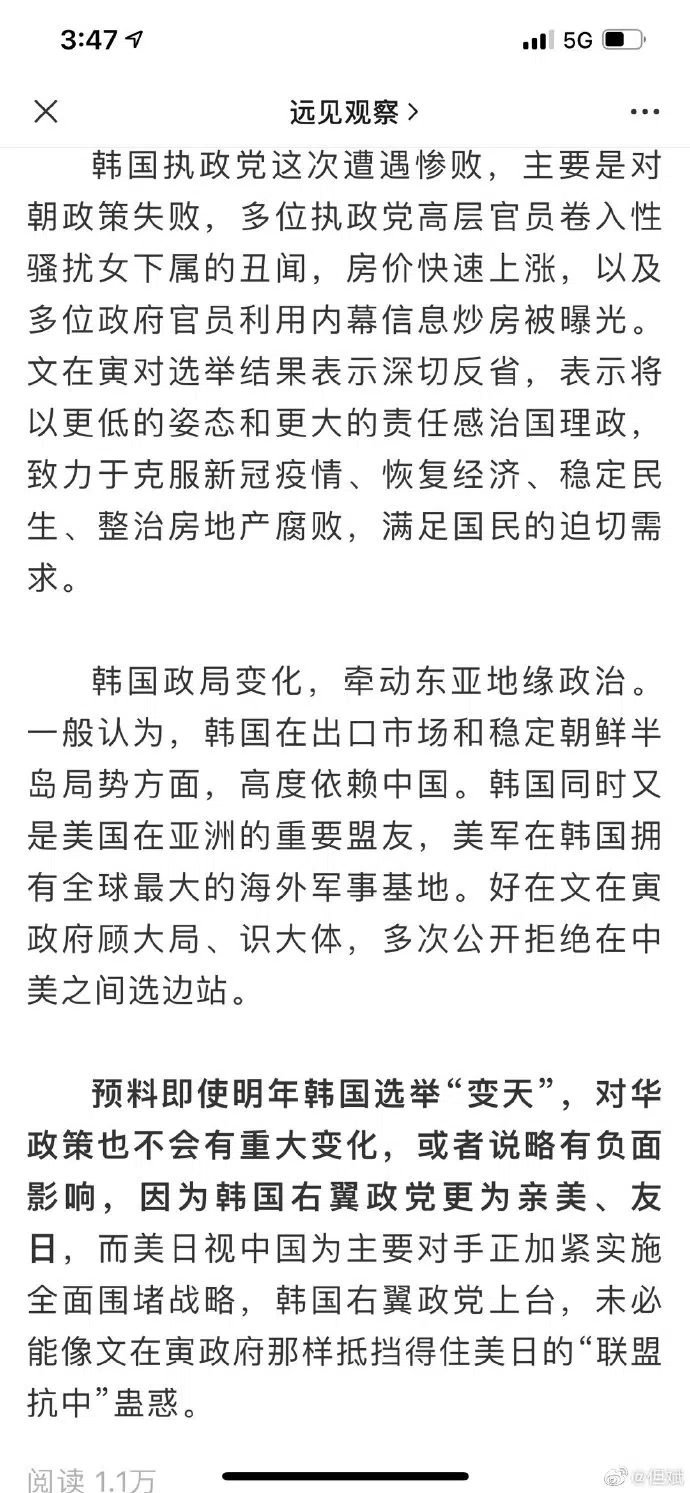 3:47
5G
远见观察
韩国执政党这次遭遇惨败，主要是对
朝政策失败，多位执政党高层官员卷入性
骚扰女下属的丑闻，房价快速上涨，以及
多位政府官员利用内幕信息炒房被曝光。
文在寅对选举结果表示深切反省，表示将
以更低的姿态和更大的责任感治国理政，
致力于克服新冠疫情、恢复经济、稳定民
生、整治房地产腐败，满足国民的迫切需
求。
韩国政局变化，牵动东亚地缘政治。
一般认为，韩国在出口市场和稳定朝鲜半
岛局势方面，高度依赖中国。韩国同时又
是美国在亚洲的重要盟友，美军在韩国拥
有全球最大的海外军事基地。好在文在寅
政府顾大局、识大体，多次公开拒绝在中
美之间选边站。
预料即使明年韩国选举“变天”，对华
政策也不会有重大变化，或者说略有负面
影响，因为韩国右翼政党更为亲美、友
日，而美日视中国为主要对手正加紧实施
全面围堵战略，韩国右翼政党上台，未必
能像文在寅政府那样抵挡得住美日的“联盟
抗中”蛊惑。
阅读 1.1万
@但斌